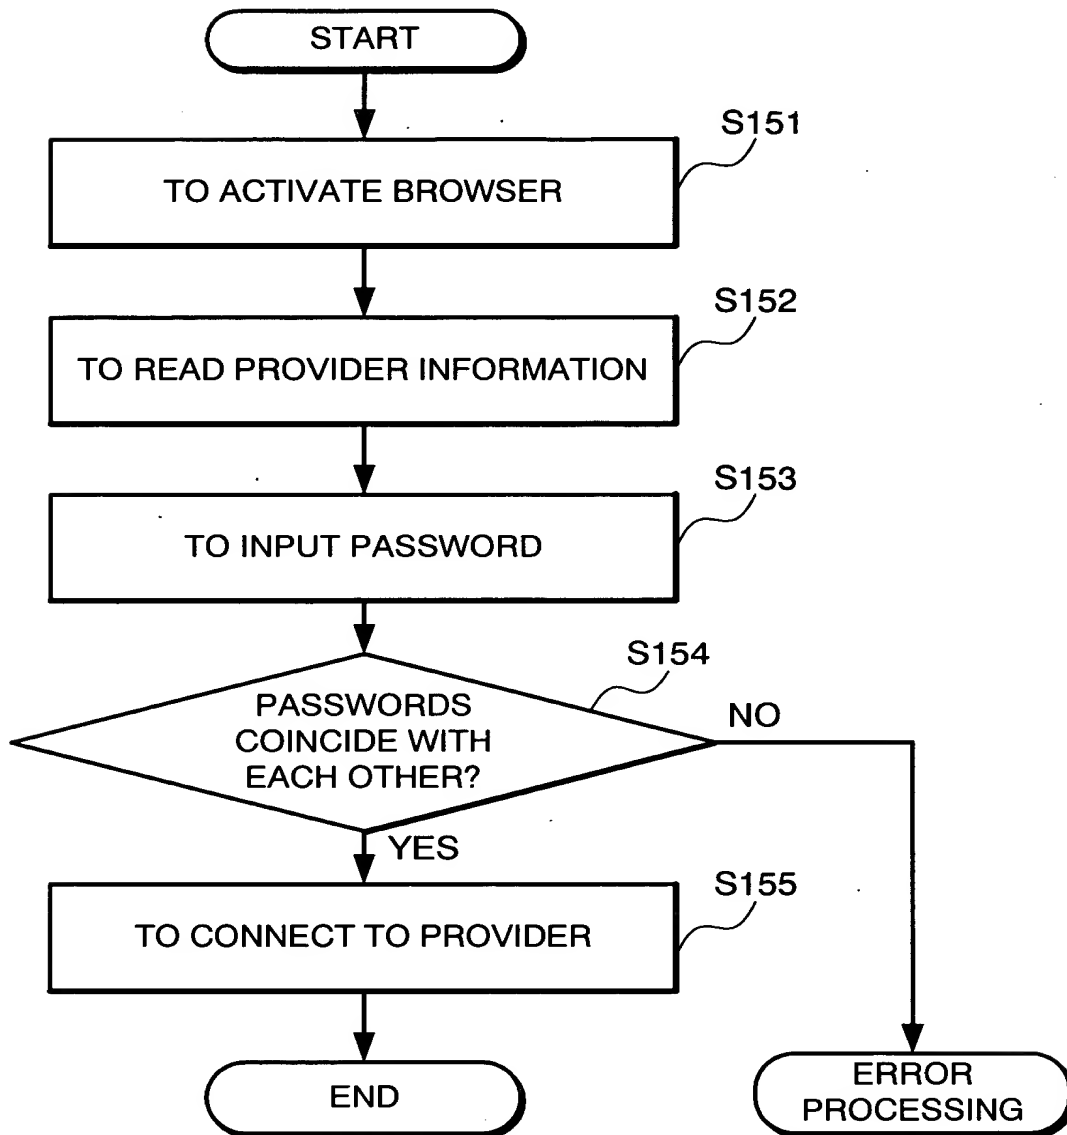 START
S151
TO ACTIVATE BROWSER
S152
TO READ PROVIDER INFORMATION
S153
TO INPUT PASSWORD
S154
PASSWORDS
COINCIDE WITH
EACH OTHER?
NO
YES
S155
TO CONNECT TO PROVIDER
END
ERROR
PROCESSING